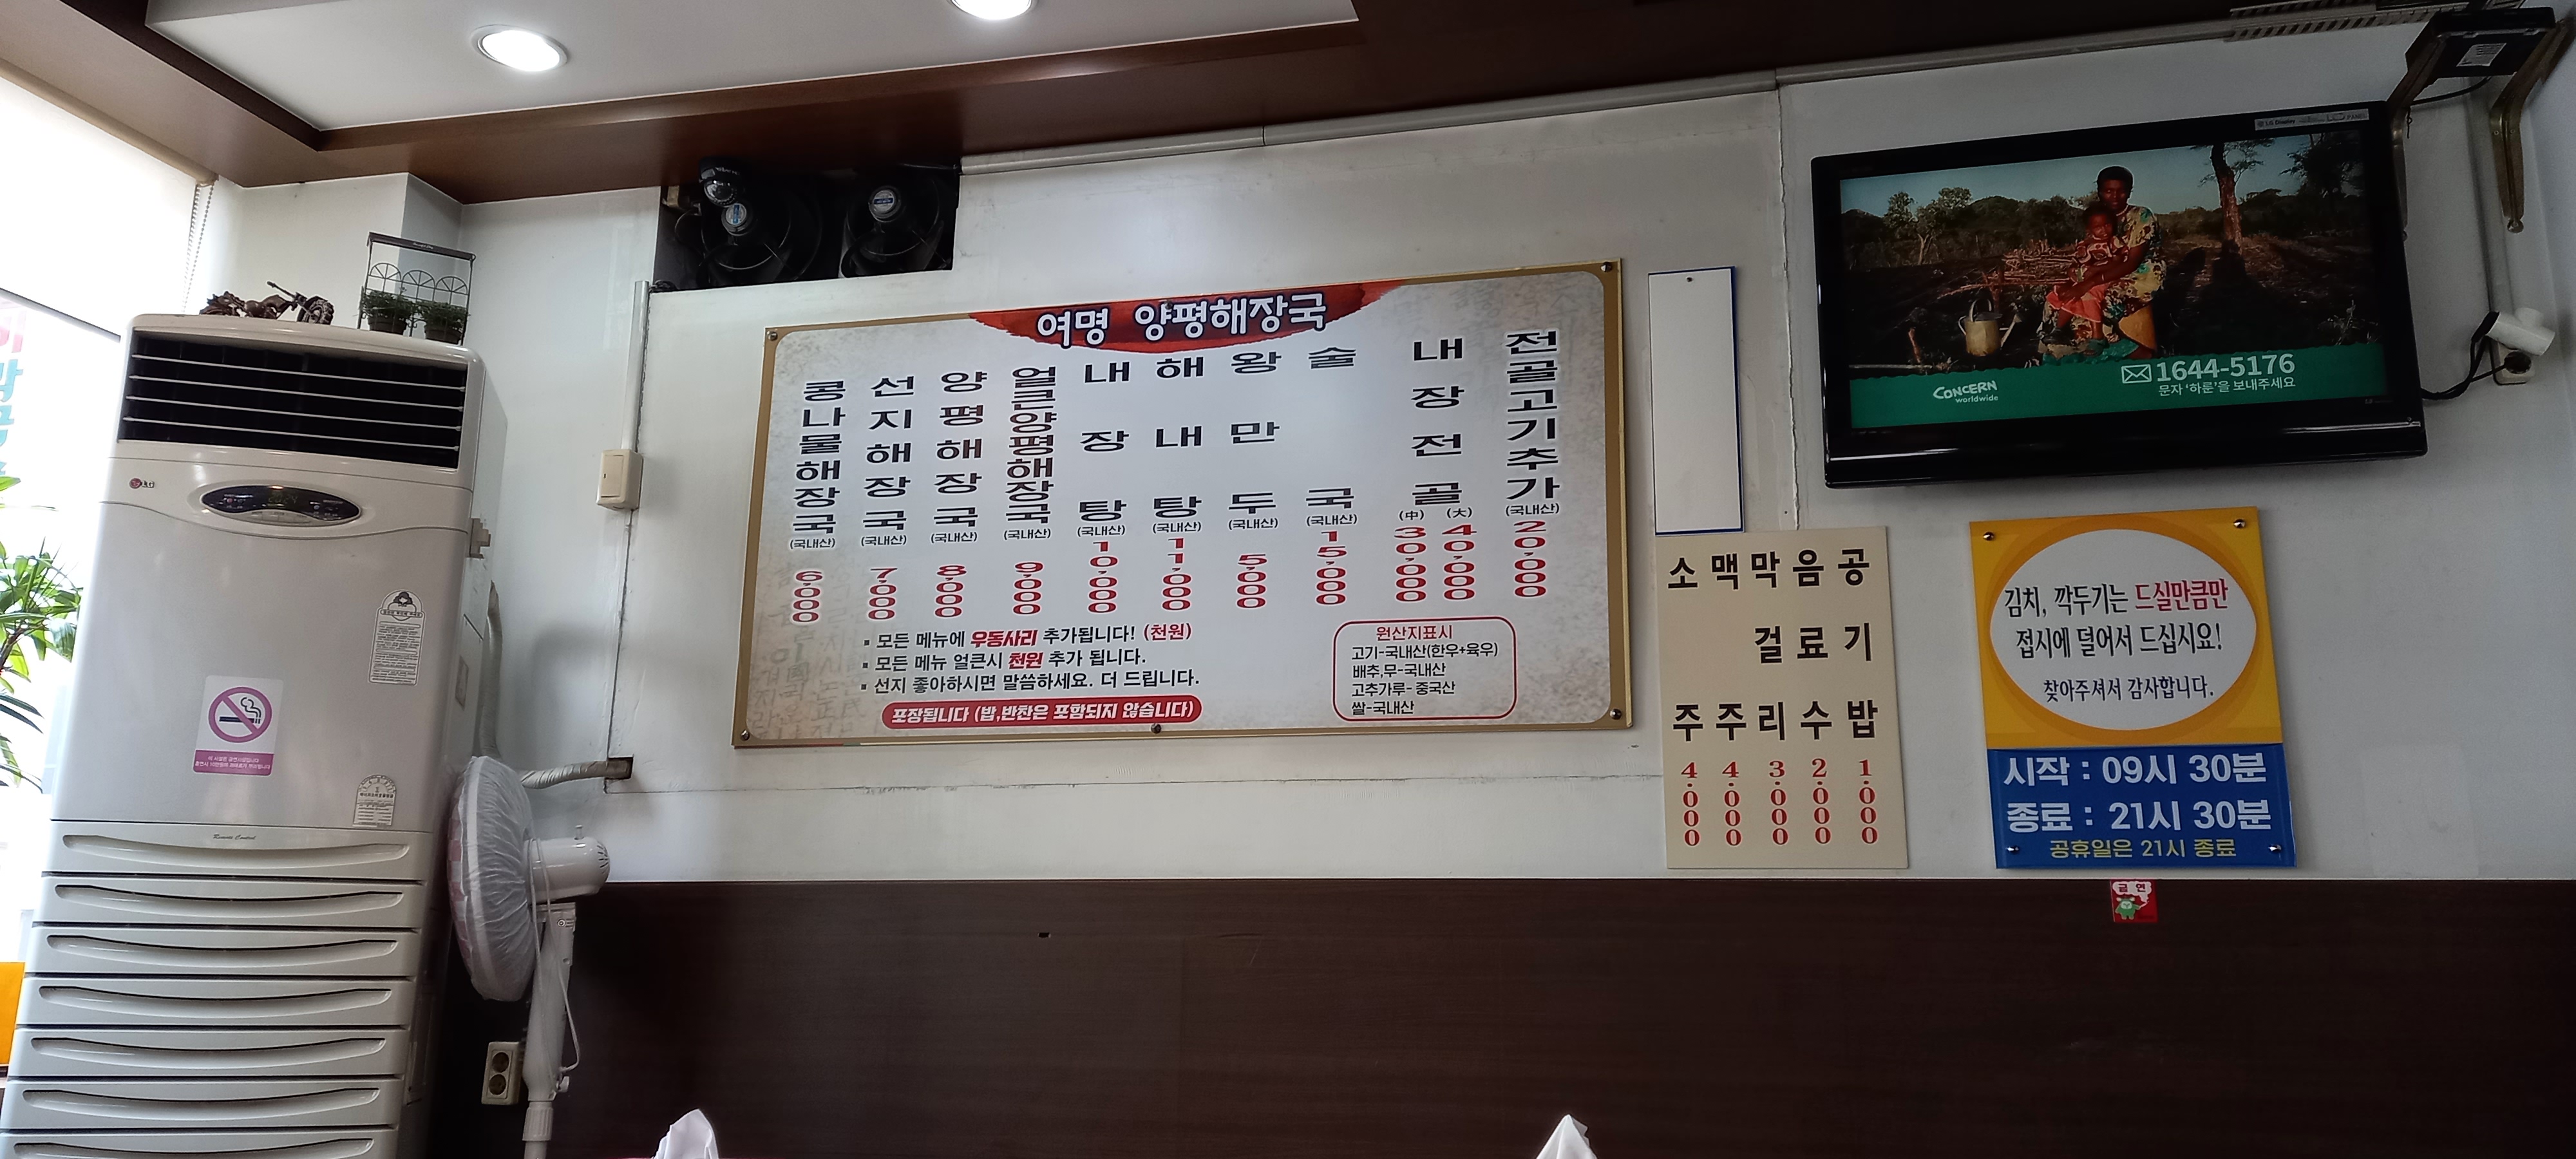 여명 양평해장국
콩나물해장국 (국내산) 6,000
선지해장국 (국내산) 7,000
양평해장국 (국내산) 8,000
얼큰양평해장국 (국내산) 9,000
내장탕 (국내산) 10,000
해내탕 (국내산) 11,000
왕만두 (국내산) 5,000
술국 (국내산) 15,000
내장전골 (中) 30,000 (大) 40,000
전골고기추가 (국내산) 20,000
모든 메뉴에 우동사리 추가됩니다! (천원)
모든 메뉴 얼큰시 천원 추가 됩니다.
선지 좋아하시면 말씀하세요. 더 드립니다.
포장됩니다 (밥,반찬은 포함되지 않습니다)
원산지표시
고기-국내산(한우+육우)
배추,무-국내산
고추가루- 중국산
쌀-국내산
소주 4.000
맥주 4.000
막걸리 3.000
음료수 2.000
공기밥 1.000
CONCERN
worldwide
1644-5176
문자 '하룬'을 보내주세요
김치, 깍두기는 드실만큼만
접시에 덜어서 드십시요!
찾아주셔서 감사합니다.
시작 : 09시 30분
종료 : 21시 30분
공휴일은 21시 종료
금연
Remote Control